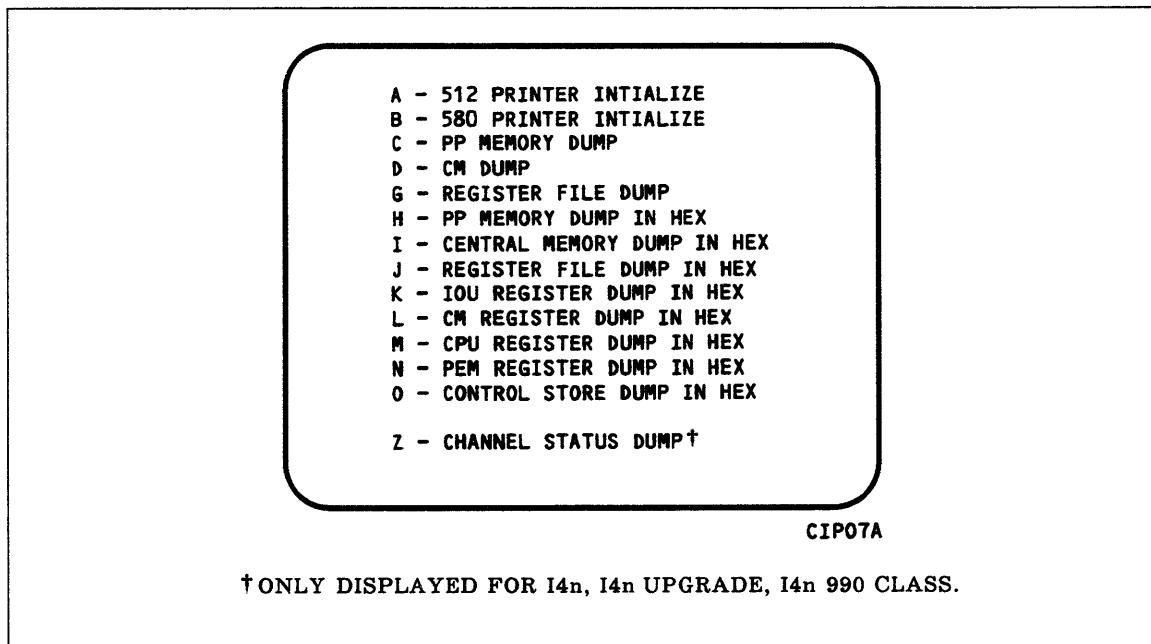 A - 512 PRINTER INTIALIZE
B - 580 PRINTER INTIALIZE
C - PP MEMORY DUMP
D - CM DUMP
G - REGISTER FILE DUMP
H - PP MEMORY DUMP IN HEX
I - CENTRAL MEMORY DUMP IN HEX
J - REGISTER FILE DUMP IN HEX
K - IOU REGISTER DUMP IN HEX
L - CM REGISTER DUMP IN HEX
M - CPU REGISTER DUMP IN HEX
N - PEM REGISTER DUMP IN HEX
O - CONTROL STORE DUMP IN HEX
Z - CHANNEL STATUS DUMP†
CIP07A
† ONLY DISPLAYED FOR I4n, I4n UPGRADE, I4n 990 CLASS.